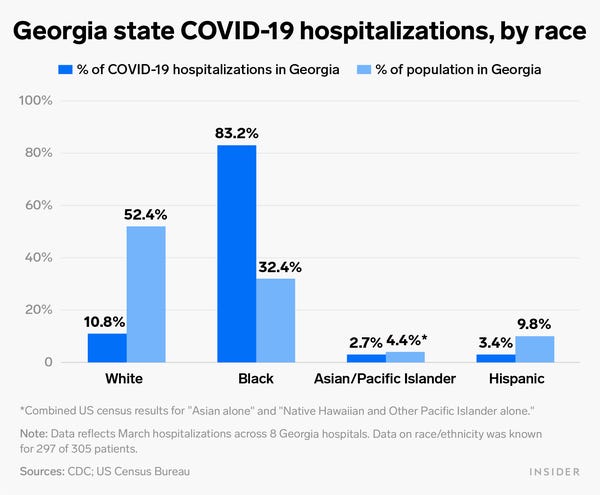 Georgia state COVID-19 hospitalizations, by race
% of COVID-19 hospitalizations in Georgia % of population in Georgia
100%
83.2%
80%
60%
52.4%
40%
32.4%
20%
10.8%
2.7% 4.4%*
3.4% 9.8%
0
White Black Asian/Pacific Islander Hispanic
*Combined US census results for "Asian alone" and "Native Hawaiian and Other Pacific Islander alone."
Note: Data reflects March hospitalizations across 8 Georgia hospitals. Data on race/ethnicity was known
for 297 of 305 patients.
Sources: CDC; US Census Bureau INSIDER